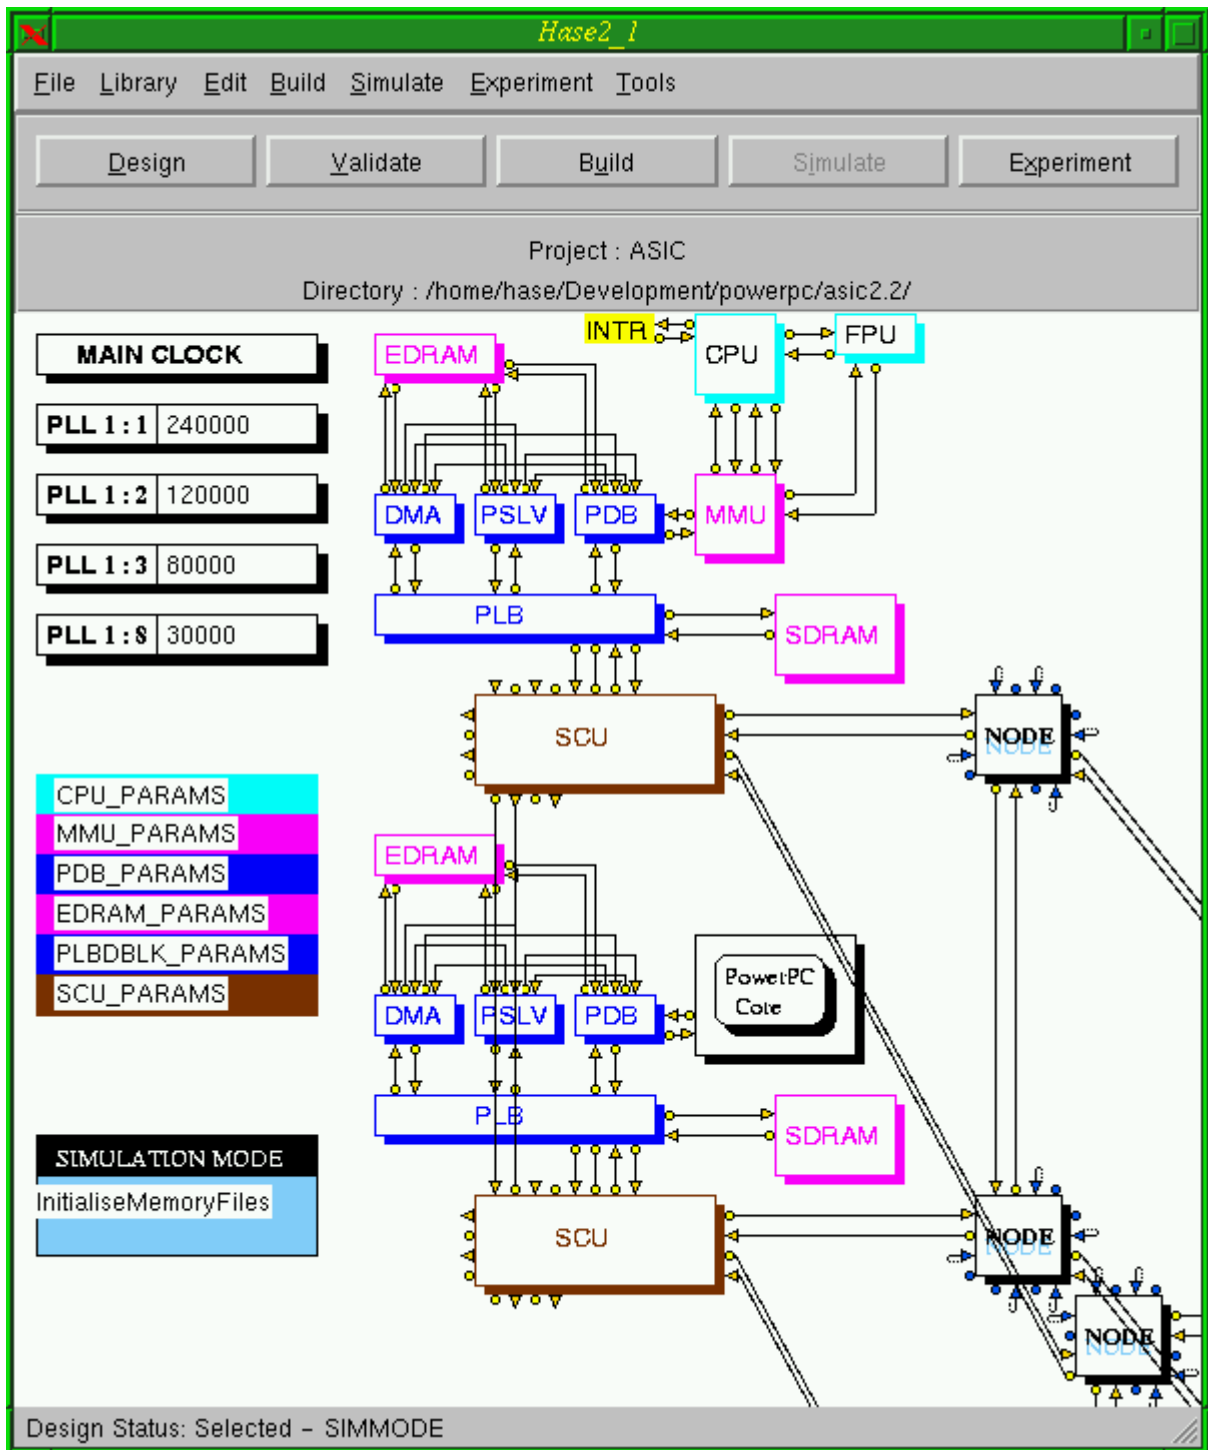 Hase2_1
File Library Edit Build Simulate Experiment Tools
Design Validate Build Simulate Experiment
Project : ASIC
Directory : /home/hase/Development/powerpc/asic2.2/
MAIN CLOCK
PLL 1 : 1 240000
PLL 1 : 2 120000
PLL 1 : 3 80000
PLL 1 : 8 30000
EDRAM
INTR
CPU
FPU
DMA PSLV PDB MMU
PLB
SDRAM
SCU
NODE
NODE
CPU_PARAMS
MMU_PARAMS
PDB_PARAMS
EDRAM_PARAMS
PLBDBLK_PARAMS
SCU_PARAMS
EDRAM
PowerPC
Core
DMA PSLV PDB
PLB
SDRAM
SCU
NODE
NODE
NODE
NODE
SIMULATION MODE
InitialiseMemoryFiles
Design Status: Selected – SIMMODE